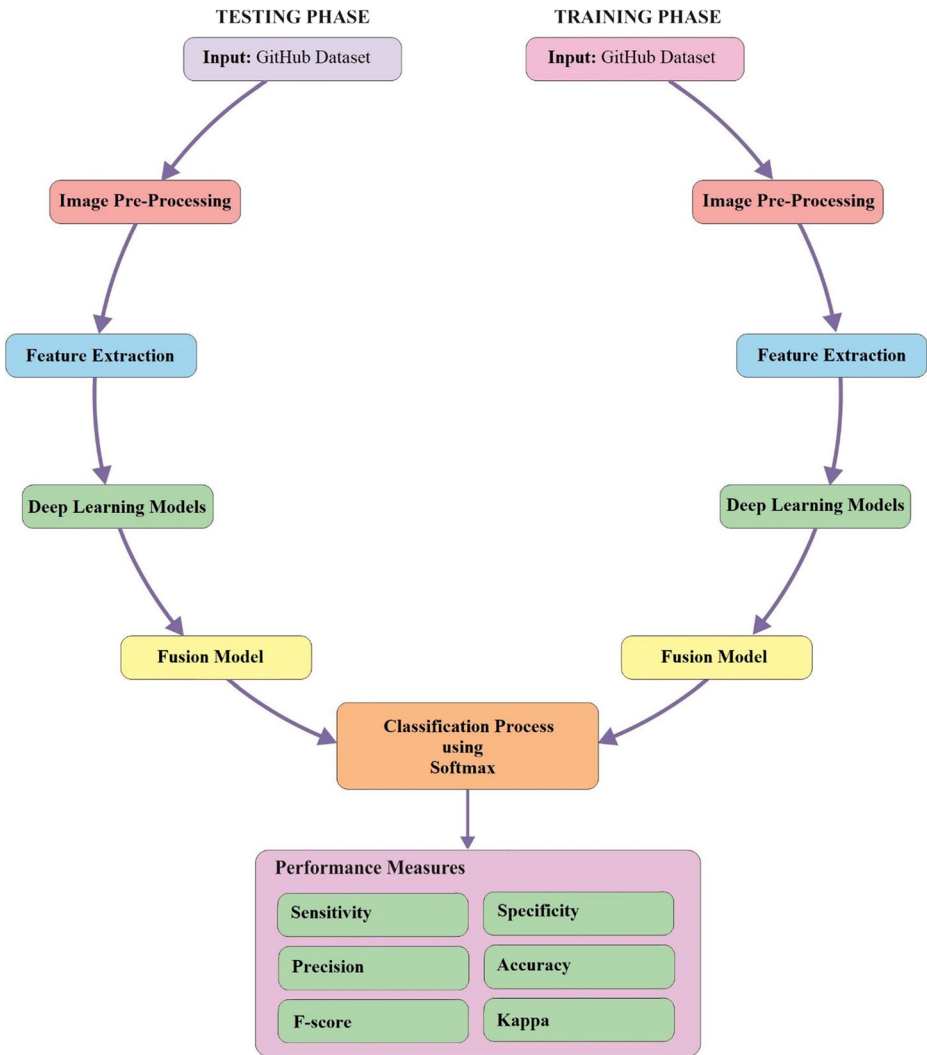 TESTING PHASE
TRAINING PHASE
Input: GitHub Dataset
Input: GitHub Dataset
Image Pre-Processing
Image Pre-Processing
Feature Extraction
Feature Extraction
Deep Learning Models
Deep Learning Models
Fusion Model
Fusion Model
Classification Process
using
Softmax
Performance Measures
Sensitivity
Specificity
Precision
Accuracy
F-score
Kappa